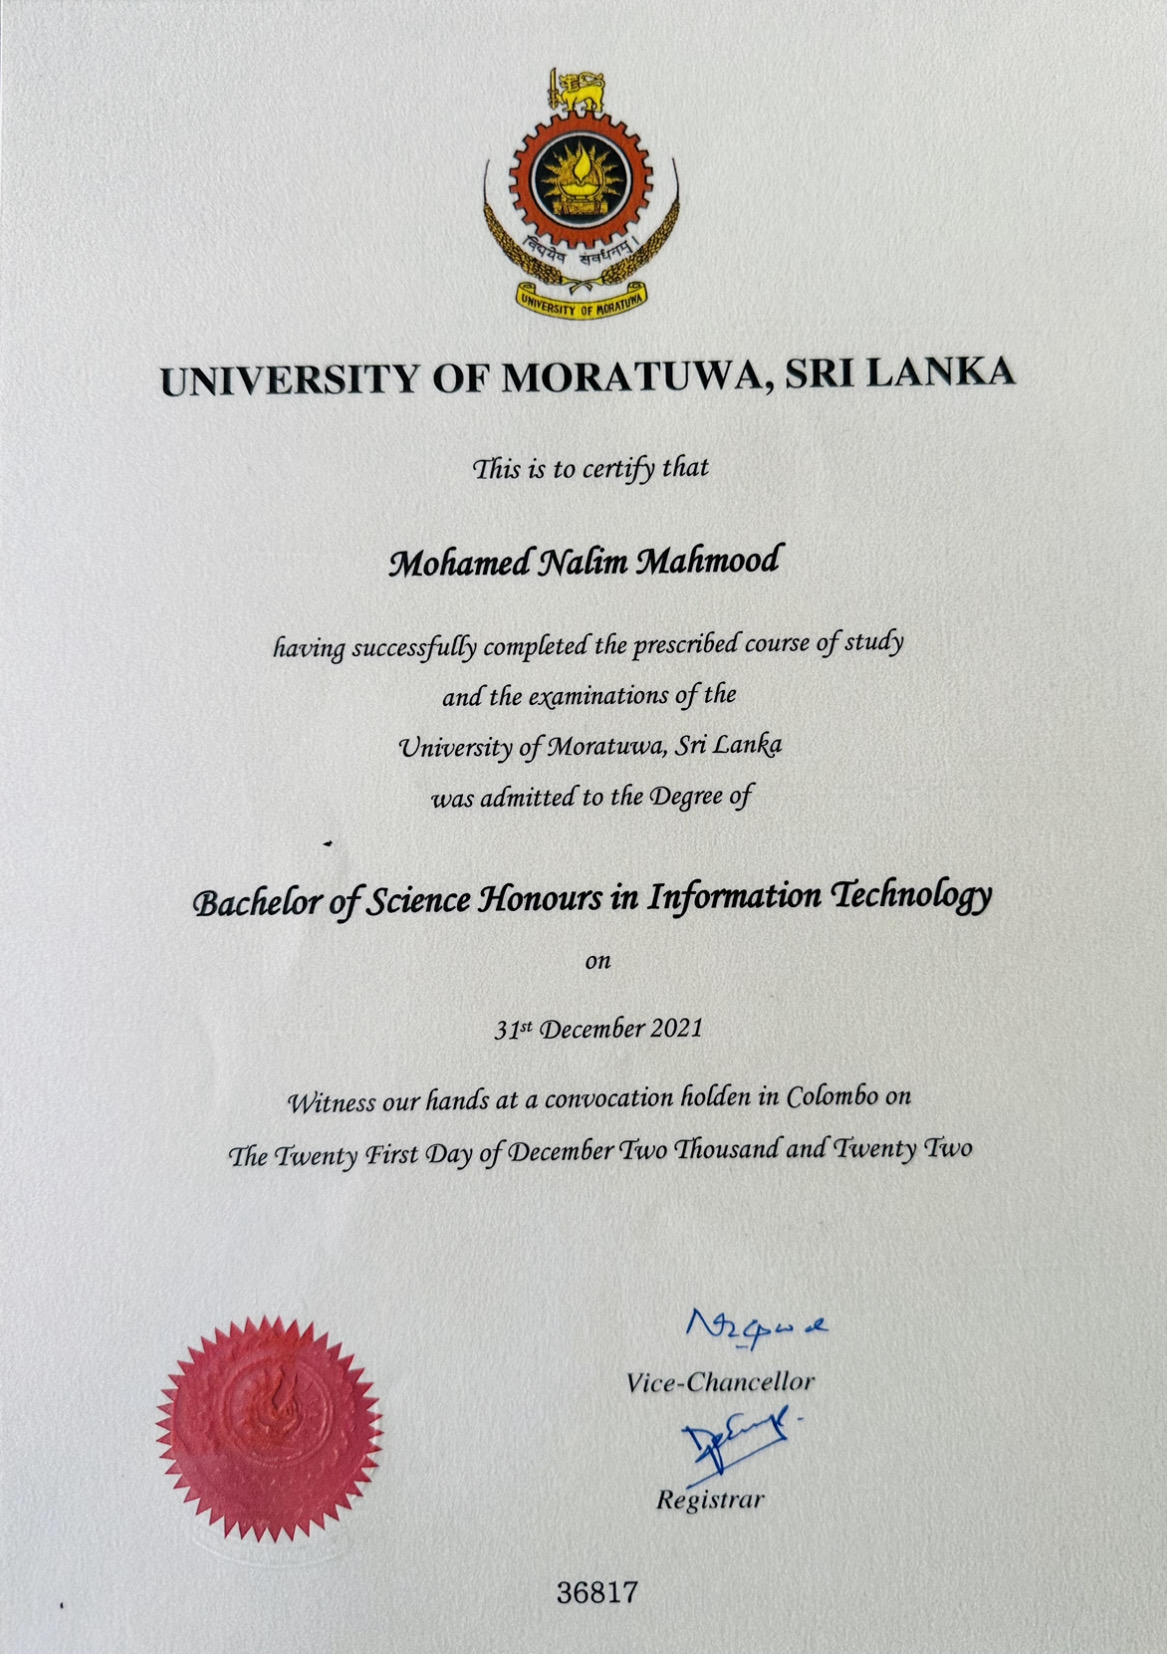 विद्ययैव सर्वधनम्।
UNIVERSITY OF MORATUWA
UNIVERSITY OF MORATUWA, SRI LANKA
This is to certify that
Mohamed Nalim Mahmood
having successfully completed the prescribed course of study
and the examinations of the
University of Moratuwa, Sri Lanka
was admitted to the Degree of
Bachelor of Science Honours in Information Technology
on
31st December 2021
Witness our hands at a convocation holden in Colombo on
The Twenty First Day of December Two Thousand and Twenty Two
Vice-Chancellor
Registrar
36817